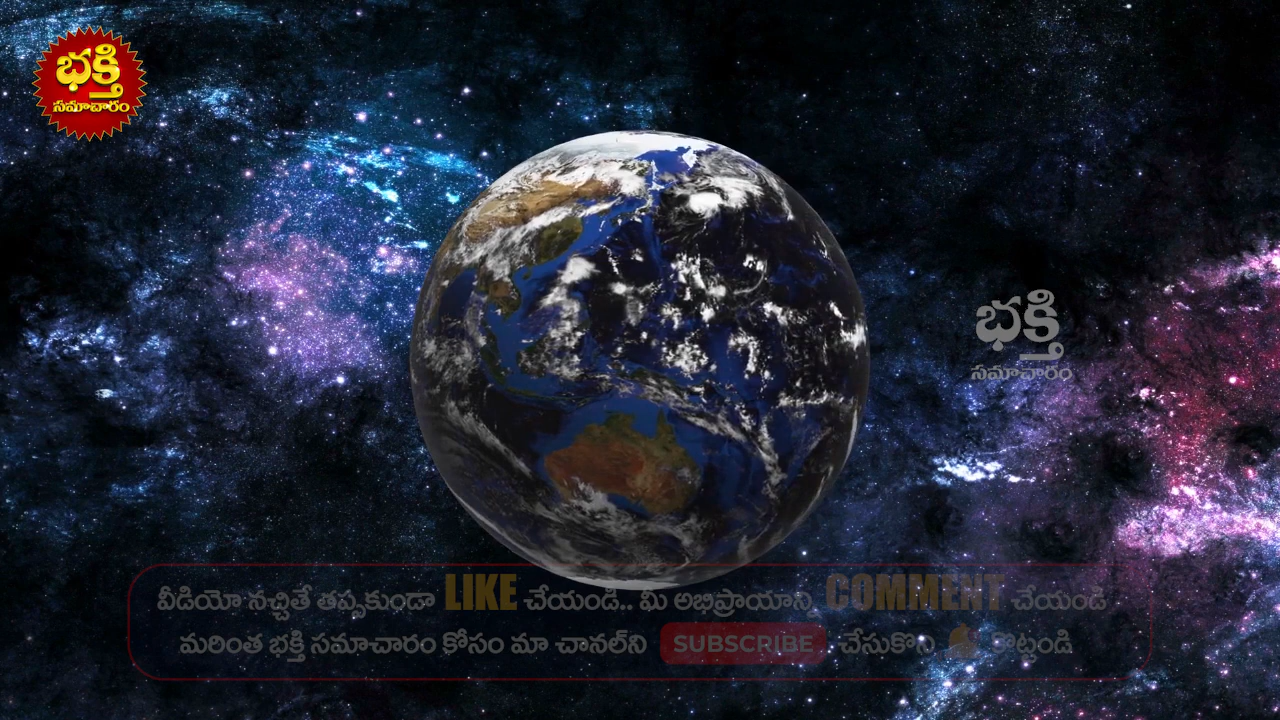 భక్తి
సమాచారం
భక్తి
సమాచారం
వీడియో నచ్చితే తప్పకుండా LIKE చేయండి.. మీ అభిప్రాయాన్ని COMMENT చేయండి
మరింత భక్తి సమాచారం కోసం మా చానల్‌ని SUBSCRIBE చేసుకొని కొట్టండి